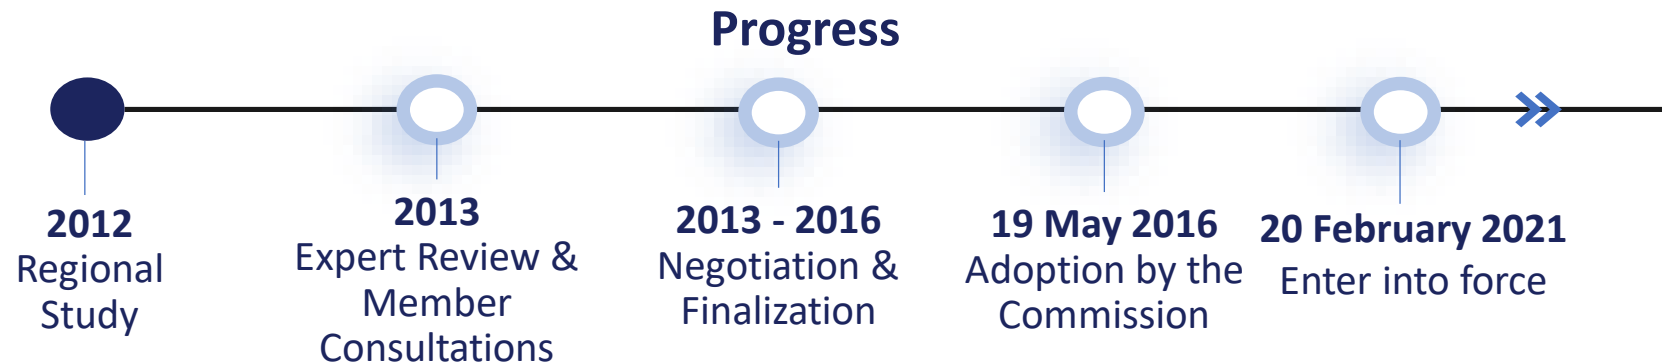 Progress
2012
Regional
Study
2013
Expert Review &
Member
Consultations
2013 - 2016
Negotiation &
Finalization
19 May 2016
Adoption by the
Commission
20 February 2021
Enter into force